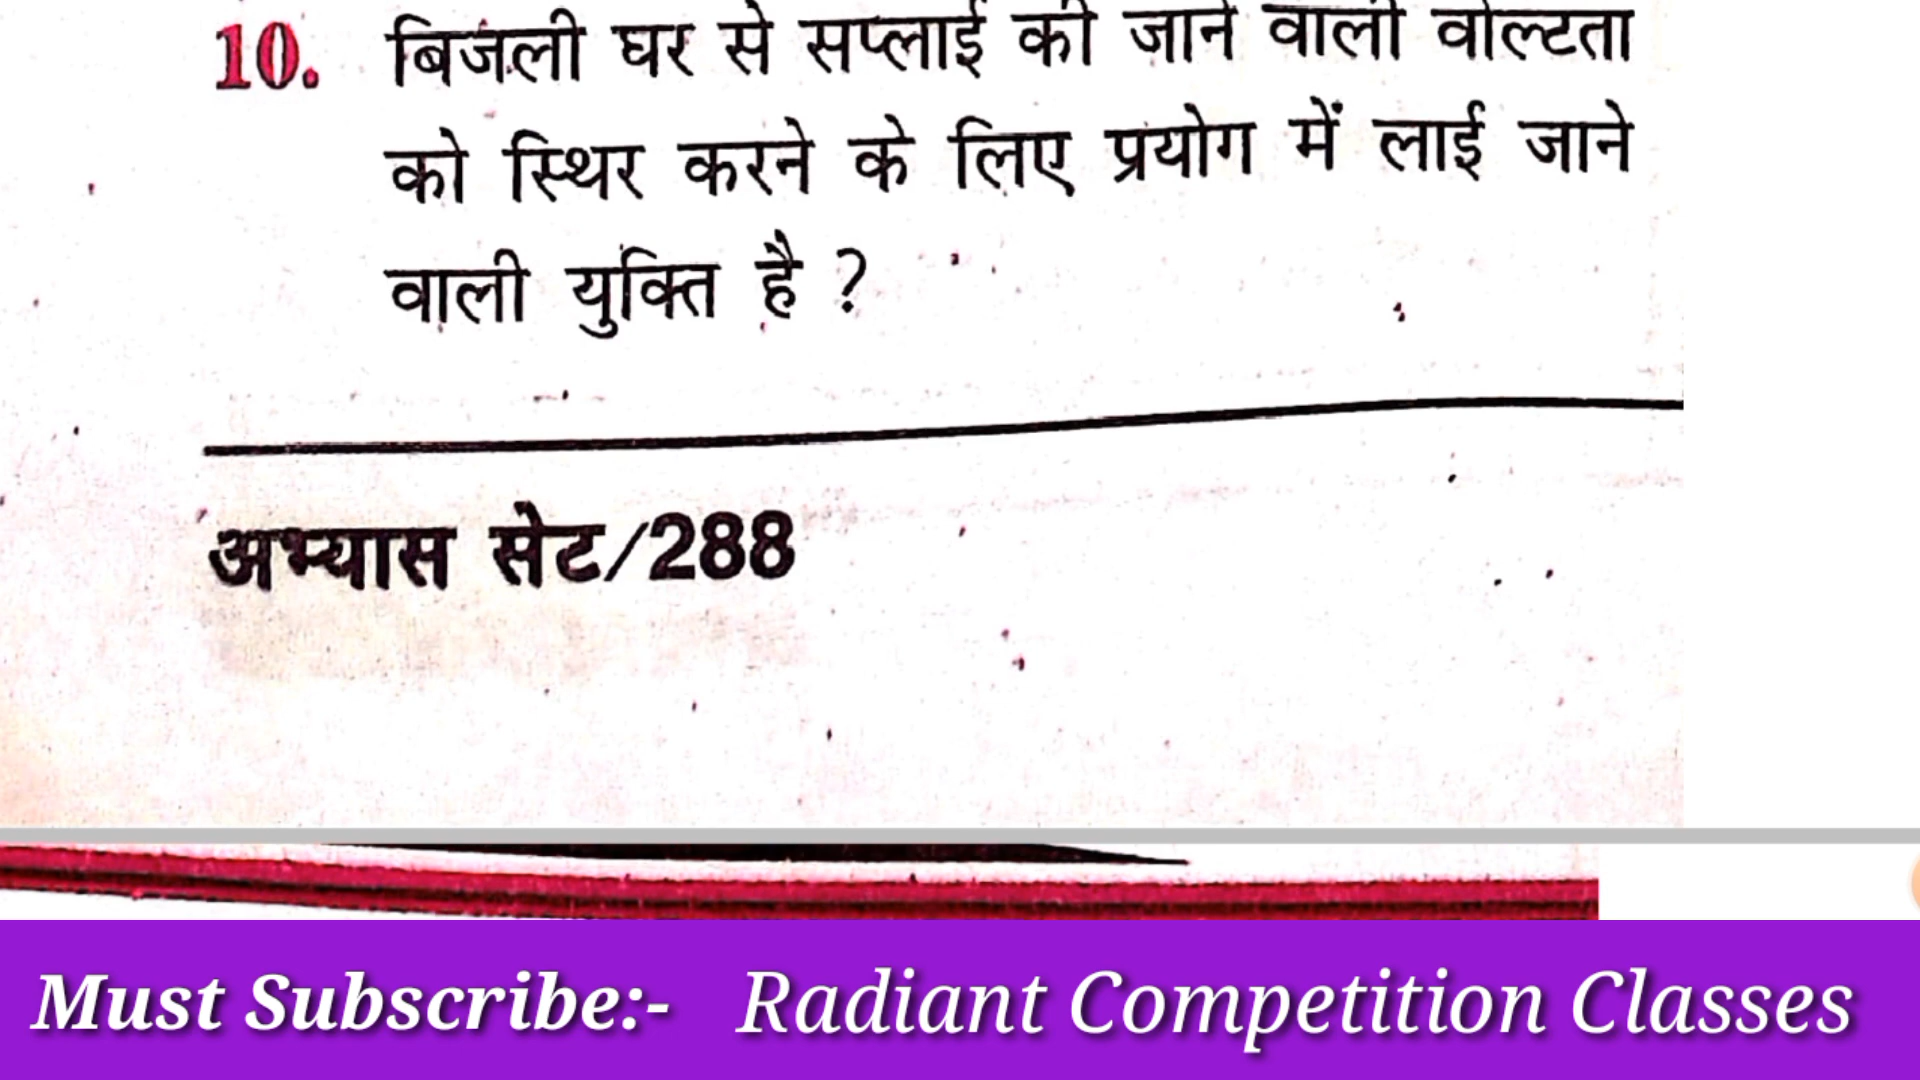 10. बिजली घर से सप्लाई की जाने वाली वोल्टता
को स्थिर करने के लिए प्रयोग में लाई जाने
वाली युक्ति है ?
अभ्यास सेट/288
Must Subscribe:- Radiant Competition Classes